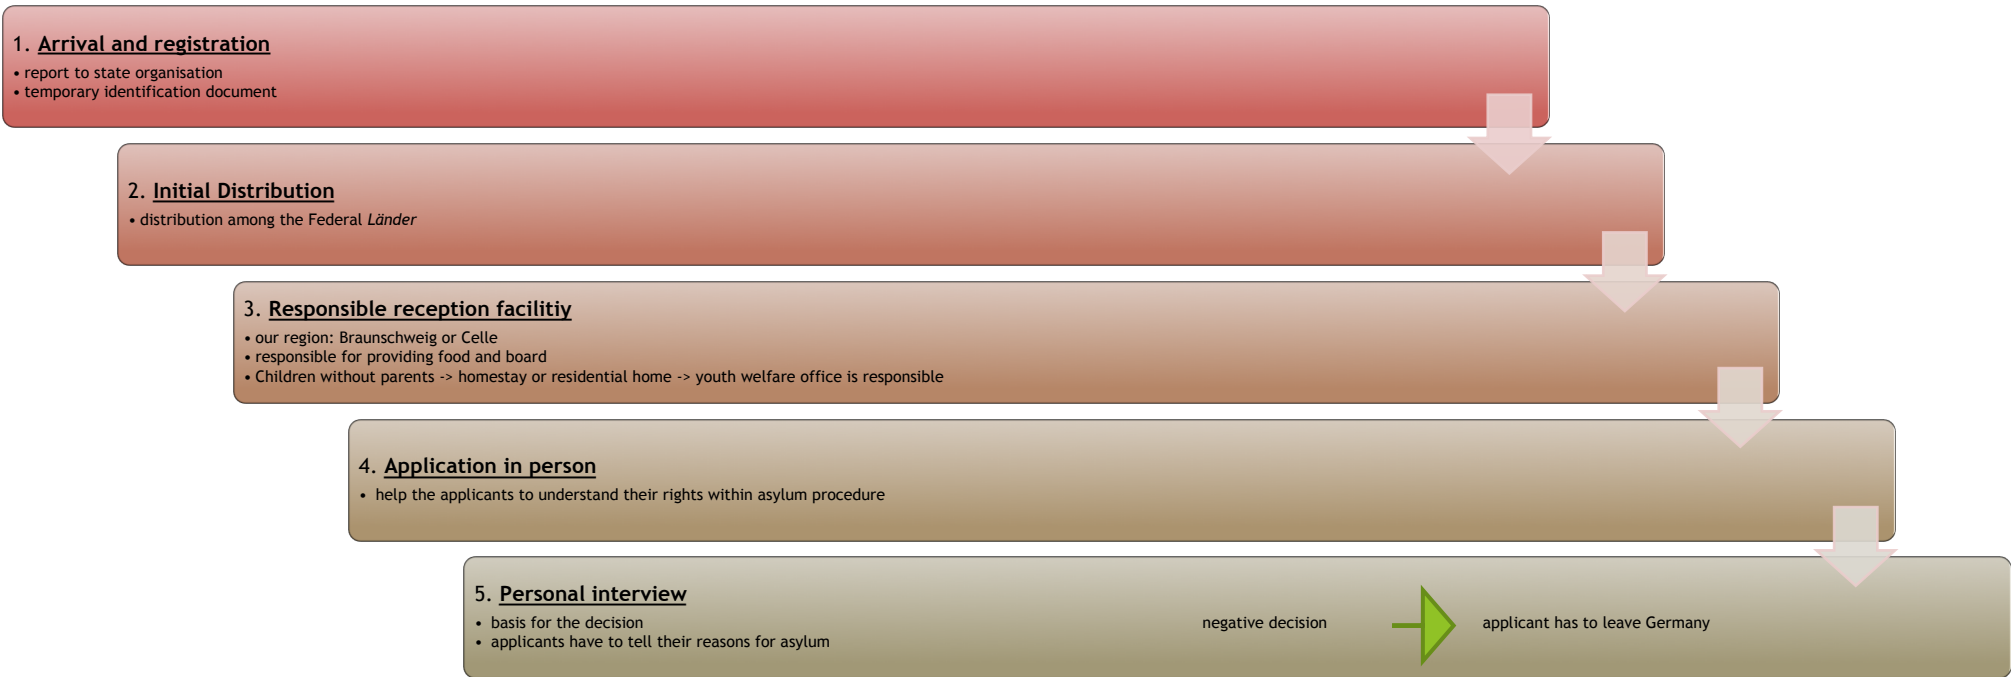 1. Arrival and registration
• report to state organisation
• temporary identification document
2. Initial Distribution
• distribution among the Federal Länder
3. Responsible reception facilitiy
• our region: Braunschweig or Celle
• responsible for providing food and board
• Children without parents -> homestay or residential home -> youth welfare office is responsible
4. Application in person
• help the applicants to understand their rights within asylum procedure
5. Personal interview
• basis for the decision
• applicants have to tell their reasons for asylum
negative decision
applicant has to leave Germany